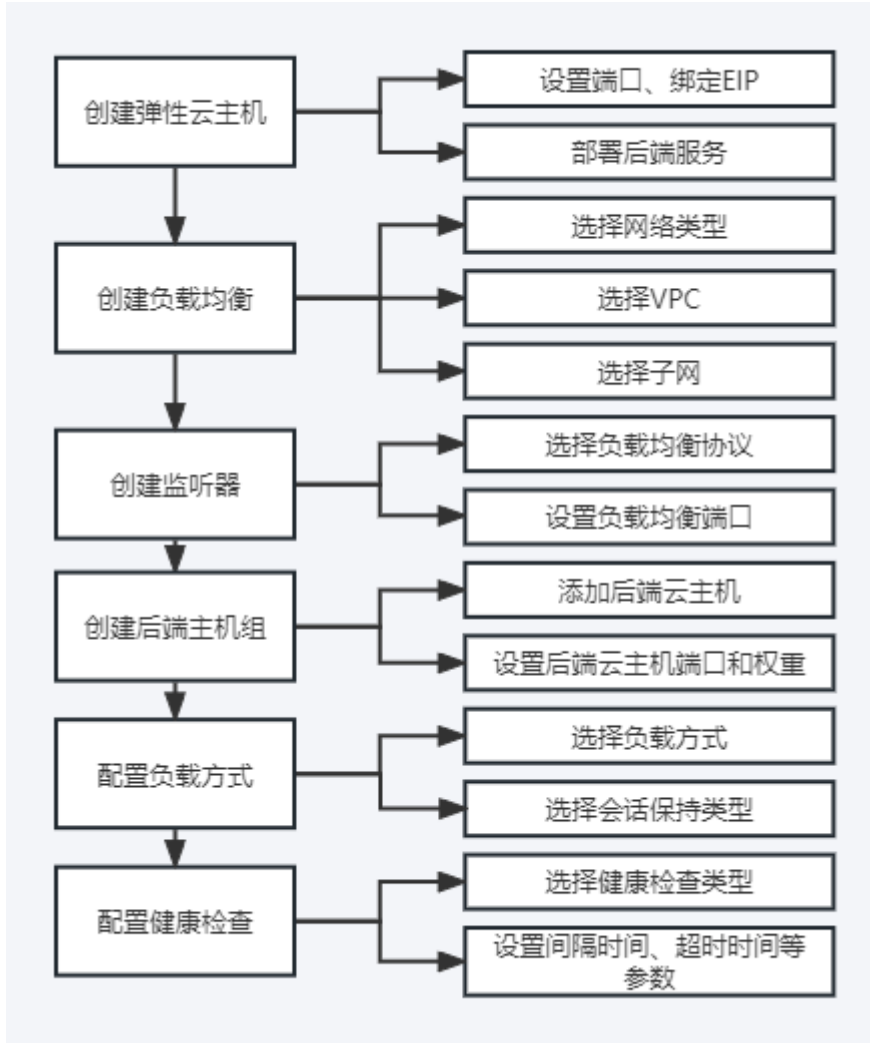 创建弹性云主机
设置端口、绑定EIP
部署后端服务
创建负载均衡
选择网络类型
选择VPC
选择子网
创建监听器
选择负载均衡协议
设置负载均衡端口
创建后端主机组
添加后端云主机
设置后端云主机端口和权重
配置负载方式
选择负载方式
选择会话保持类型
配置健康检查
选择健康检查类型
设置间隔时间、超时时间等
参数